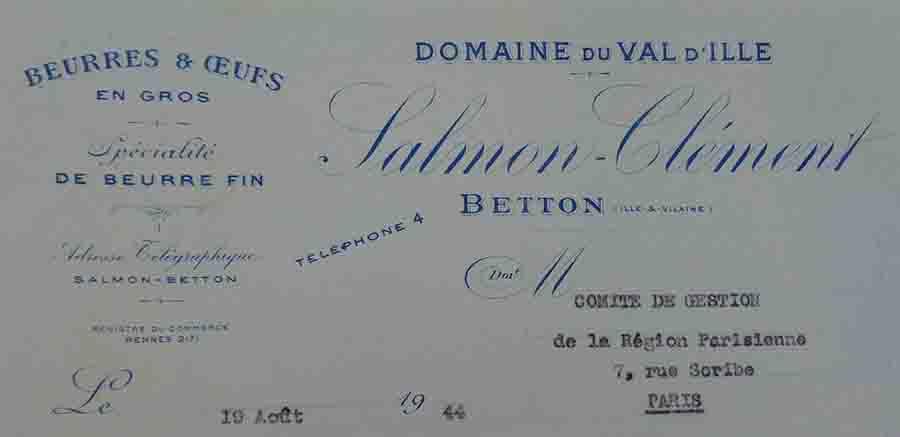 BEURRES & ŒUFS
EN GROS
Spécialité
DE BEURRE FIN
Adresse Télégraphique
SALMON-BETTON
REGISTRE DU COMMERCE
RENNES 2171
DOMAINE DU VAL D'ILLE
Salmon-Clément
BETTON (ILLE-&-VILAINE)
TÉLÉPHONE 4
Doit M
COMITE DE GESTION
de la Région Parisienne
7, rue Scribe
PARIS
Le 19 Août 1944